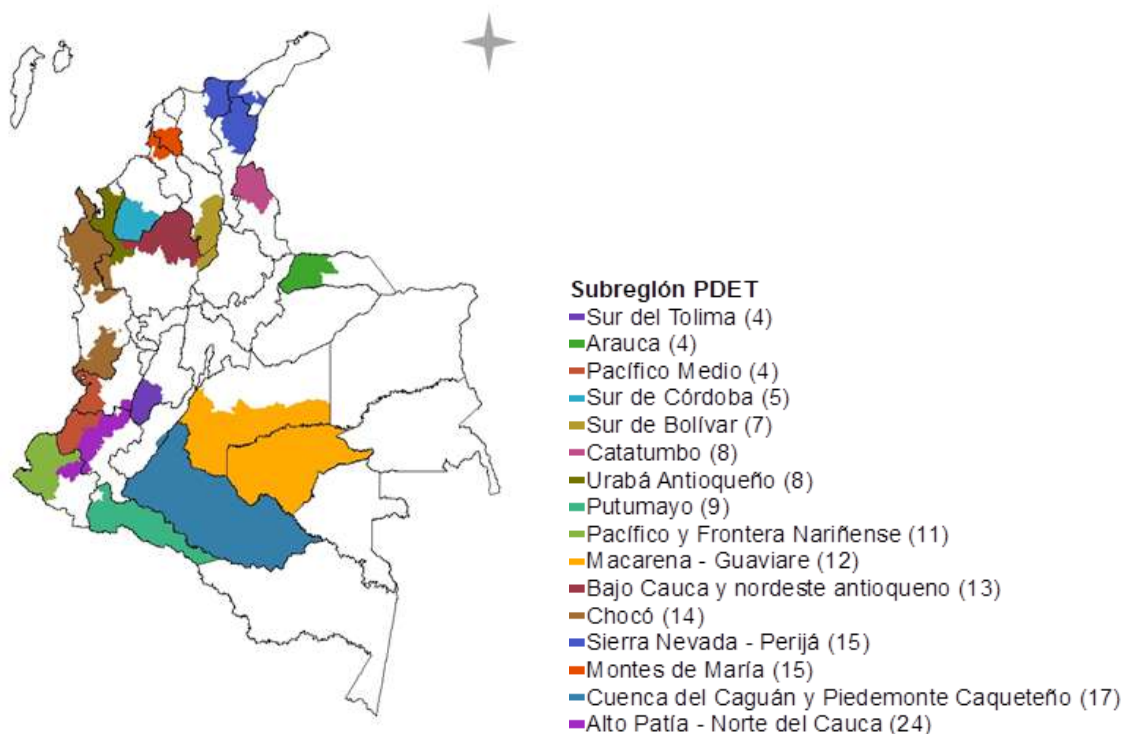 Subreglón PDET
Sur del Tolima (4)
Arauca (4)
Pacífico Medio (4)
Sur de Córdoba (5)
Sur de Bolívar (7)
Catatumbo (8)
Urabá Antioqueño (8)
Putumayo (9)
Pacífico y Frontera Nariñense (11)
Macarena - Guaviare (12)
Bajo Cauca y nordeste antioqueno (13)
Chocó (14)
Sierra Nevada - Perijá (15)
Montes de María (15)
Cuenca del Caguán y Piedemonte Caqueteño (17)
Alto Patía - Norte del Cauca (24)